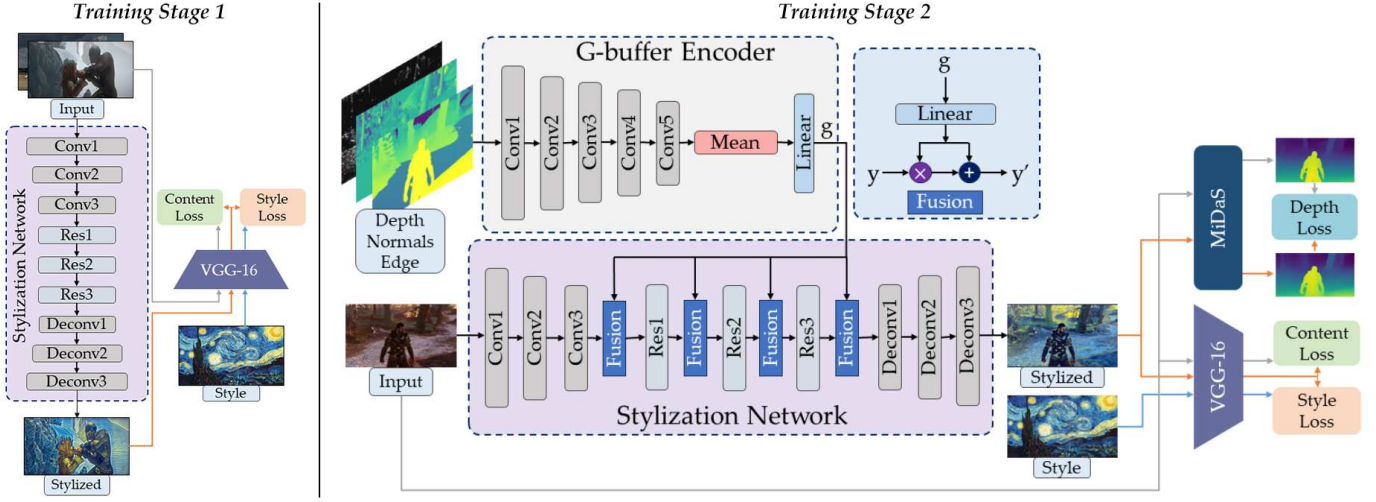 Training Stage 1
Input
Stylization Network
Conv1
Conv2
Conv3
Res1
Res2
Res3
Deconv1
Deconv2
Deconv3
Stylized
Content
Loss
Style
Loss
VGG-16
Style
Training Stage 2
Depth
Normals
Edge
G-buffer Encoder
Conv1
Conv2
Conv3
Conv4
Conv5
Mean
Linear
g
g
Linear
y
×
+
y'
Fusion
Input
Conv1
Conv2
Conv3
Fusion
Res1
Fusion
Res2
Fusion
Res3
Fusion
Deconv1
Deconv2
Deconv3
Stylization Network
Stylized
Style
MiDaS
Depth
Loss
VGG-16
Content
Loss
Style
Loss